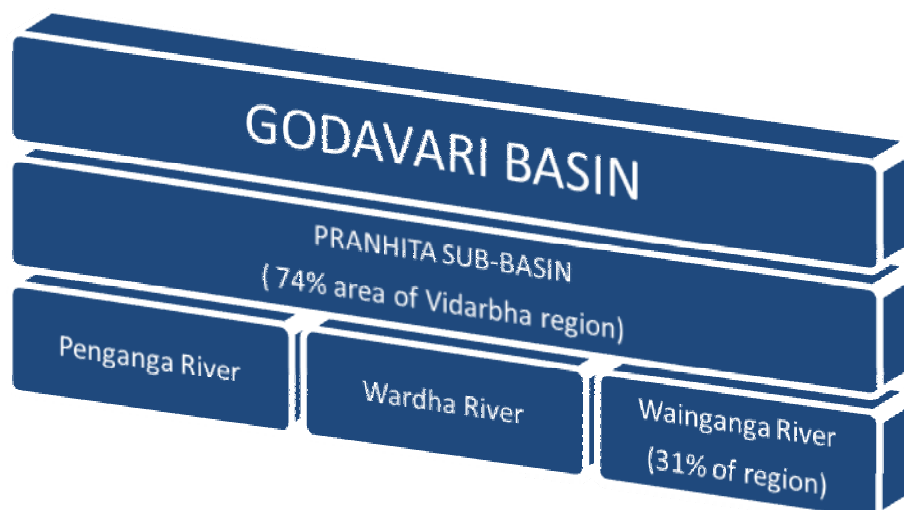 GODAVARI BASIN
PRANHITA SUB-BASIN
( 74% area of Vidarbha region)
Penganga River
Wardha River
Wainganga River
(31% of region)